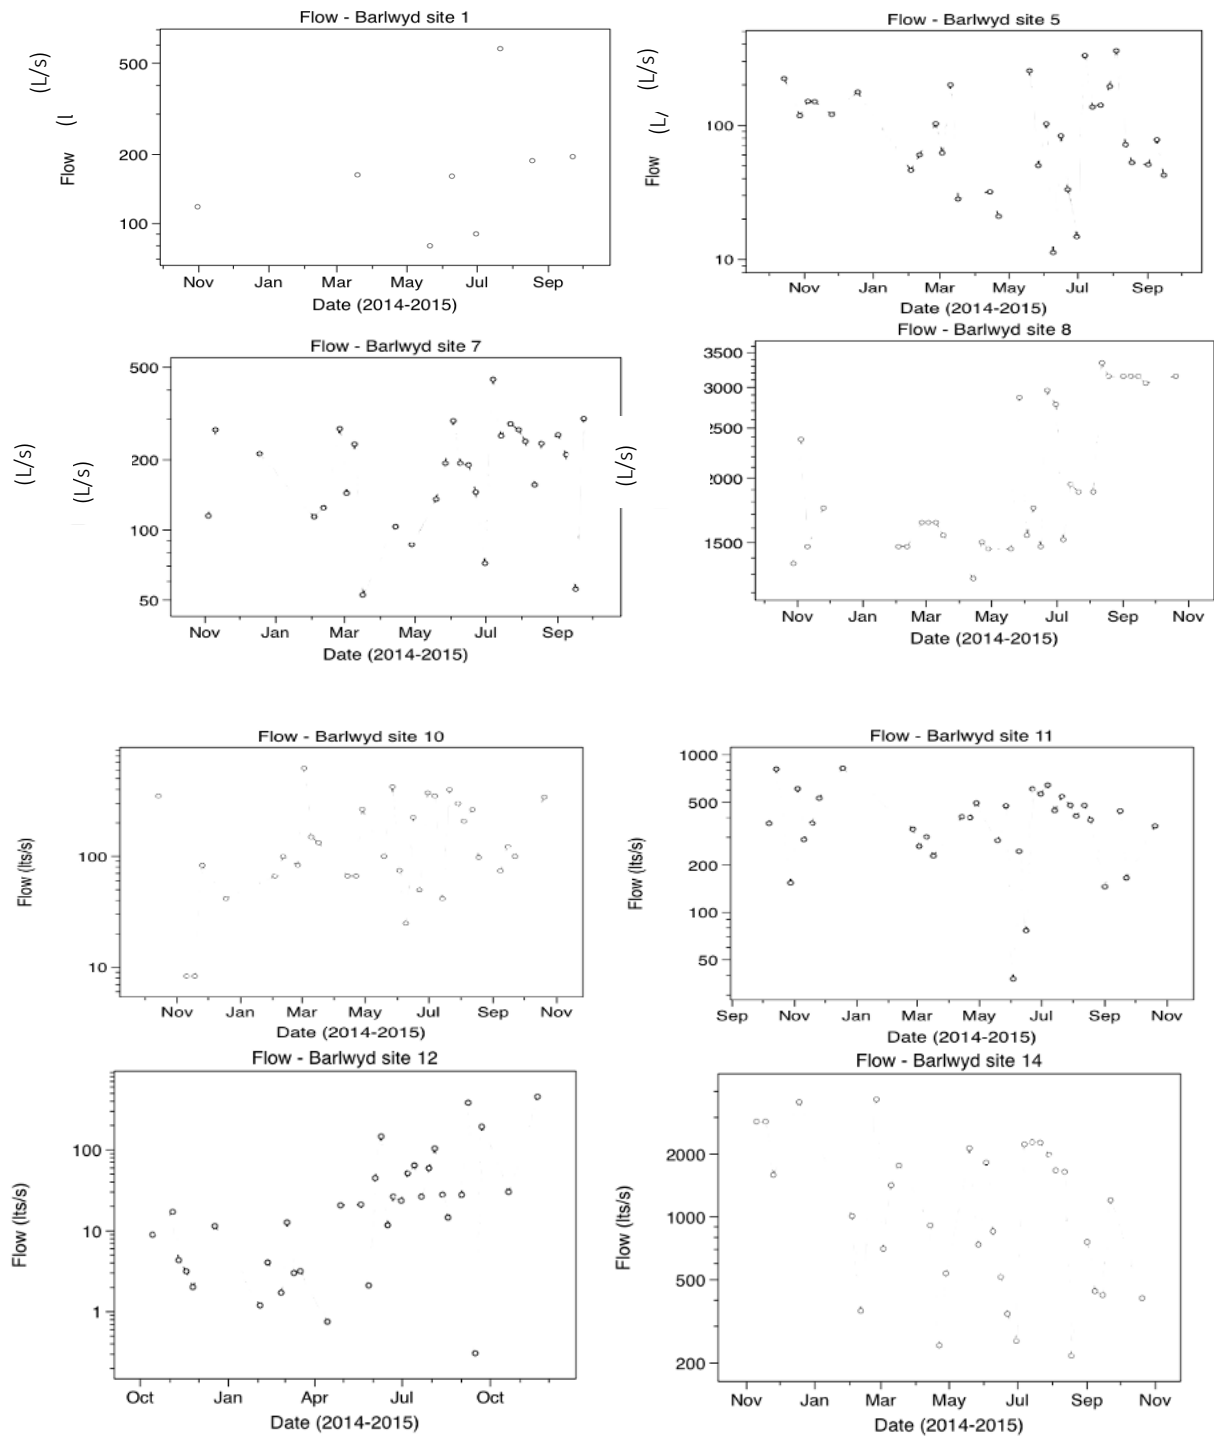 Flow - Barlwyd site 1
(L/s)
(l
Flow
500
200
100
Nov Jan Mar May Jul Sep
Date (2014-2015)
Flow - Barlwyd site 5
(L/s)
(L/
Flow
100
10
Nov Jan Mar May Jul Sep
Date (2014-2015)
Flow - Barlwyd site 7
(L/s)
(L/s)
500
200
100
50
Nov Jan Mar May Jul Sep
Date (2014-2015)
Flow - Barlwyd site 8
(L/s)
3500
3000
2500
2000
1500
Nov Jan Mar May Jul Sep Nov
Date (2014-2015)
Flow - Barlwyd site 10
Flow (lts/s)
100
10
Nov Jan Mar May Jul Sep Nov
Date (2014-2015)
Flow - Barlwyd site 11
Flow (lts/s)
1000
500
200
100
50
Sep Nov Jan Mar May Jul Sep Nov
Date (2014-2015)
Flow - Barlwyd site 12
Flow (lts/s)
100
10
1
Oct Jan Apr Jul Oct
Date (2014-2015)
Flow - Barlwyd site 14
Flow (lts/s)
2000
1000
500
200
Nov Jan Mar May Jul Sep Nov
Date (2014-2015)